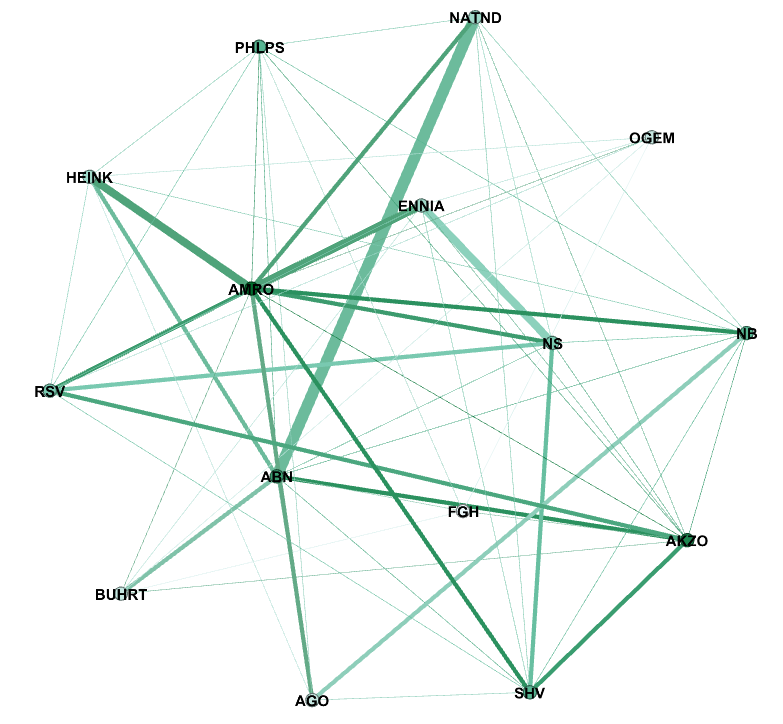 NATND
PHLPS
OGEM
HEINK
ENNIA
AMRO
NB
NS
RSV
ABN
FGH
AKZO
BUHRT
SHV
AGO